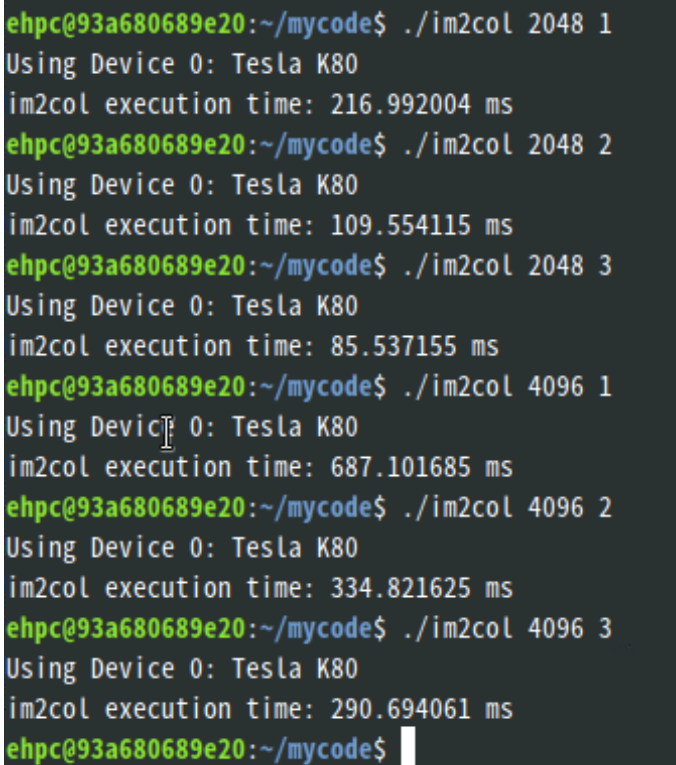 ehpc@93a680689e20:~/mycode$ ./im2col 2048 1
Using Device 0: Tesla K80
im2col execution time: 216.992004 ms
ehpc@93a680689e20:~/mycode$ ./im2col 2048 2
Using Device 0: Tesla K80
im2col execution time: 109.554115 ms
ehpc@93a680689e20:~/mycode$ ./im2col 2048 3
Using Device 0: Tesla K80
im2col execution time: 85.537155 ms
ehpc@93a680689e20:~/mycode$ ./im2col 4096 1
Using Device 0: Tesla K80
im2col execution time: 687.101685 ms
ehpc@93a680689e20:~/mycode$ ./im2col 4096 2
Using Device 0: Tesla K80
im2col execution time: 334.821625 ms
ehpc@93a680689e20:~/mycode$ ./im2col 4096 3
Using Device 0: Tesla K80
im2col execution time: 290.694061 ms
ehpc@93a680689e20:~/mycode$